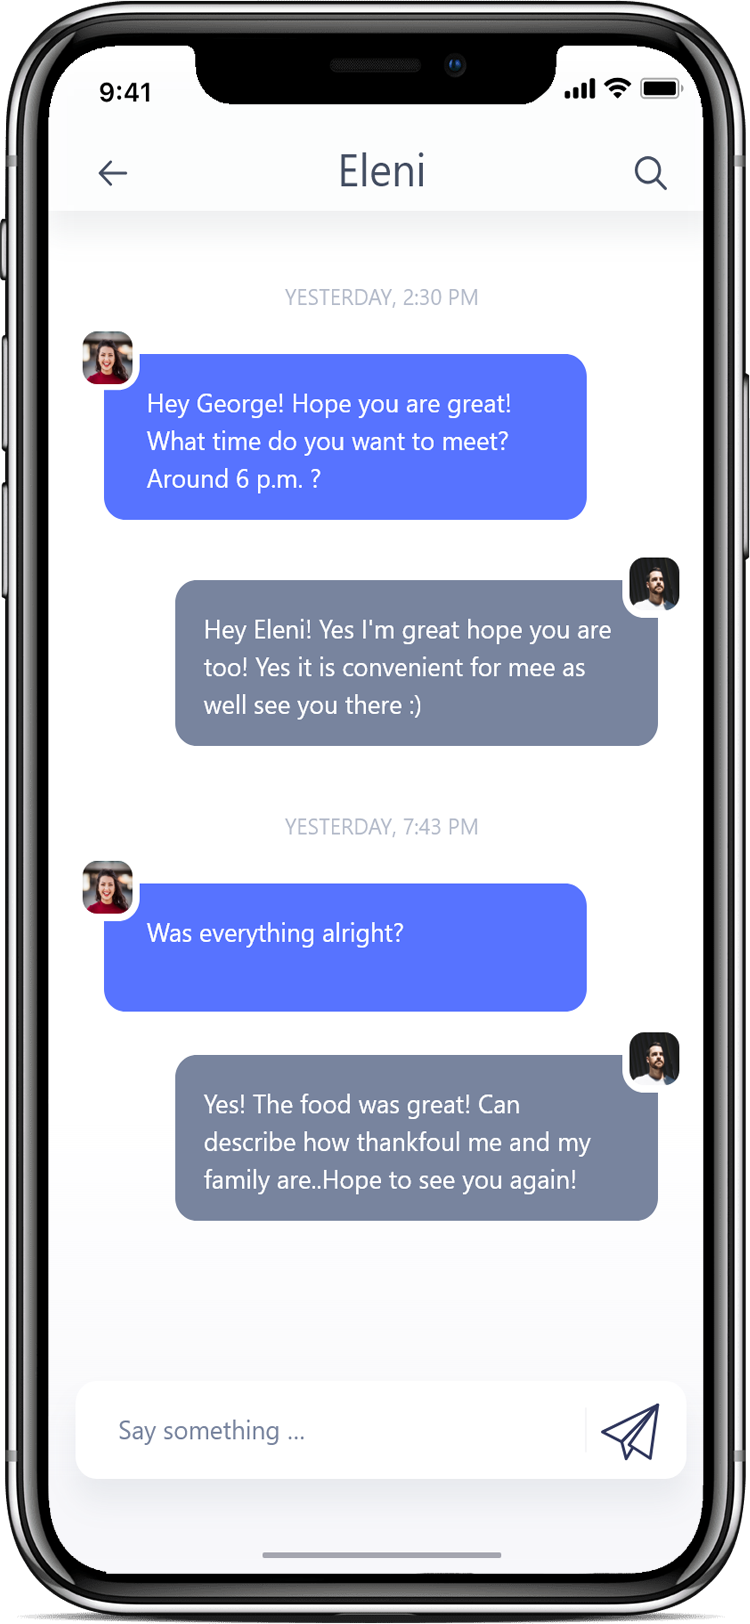 9:41
Eleni
YESTERDAY, 2:30 PM
Hey George! Hope you are great!
What time do you want to meet?
Around 6 p.m. ?
Hey Eleni! Yes I'm great hope you are
too! Yes it is convenient for mee as
well see you there :)
YESTERDAY, 7:43 PM
Was everything alright?
Yes! The food was great! Can
describe how thankfoul me and my
family are..Hope to see you again!
Say something ...